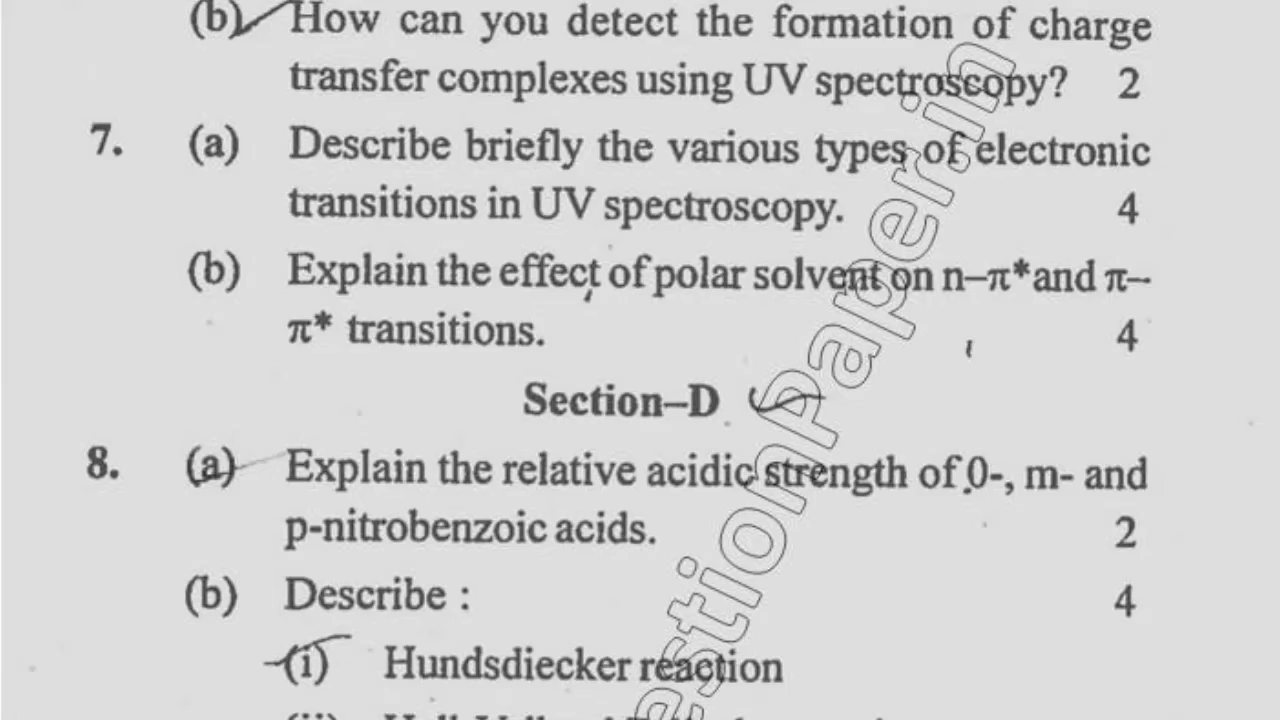 (b) How can you detect the formation of charge
transfer complexes using UV spectroscopy? 2
7. (a) Describe briefly the various types of electronic
transitions in UV spectroscopy. 4
(b) Explain the effect of polar solvent on n–π* and π–
π* transitions. 4
Section–D
8. (a) Explain the relative acidic strength of 0-, m- and
p-nitrobenzoic acids. 2
(b) Describe : 4
(i) Hundsdiecker reaction
estionPaper.in